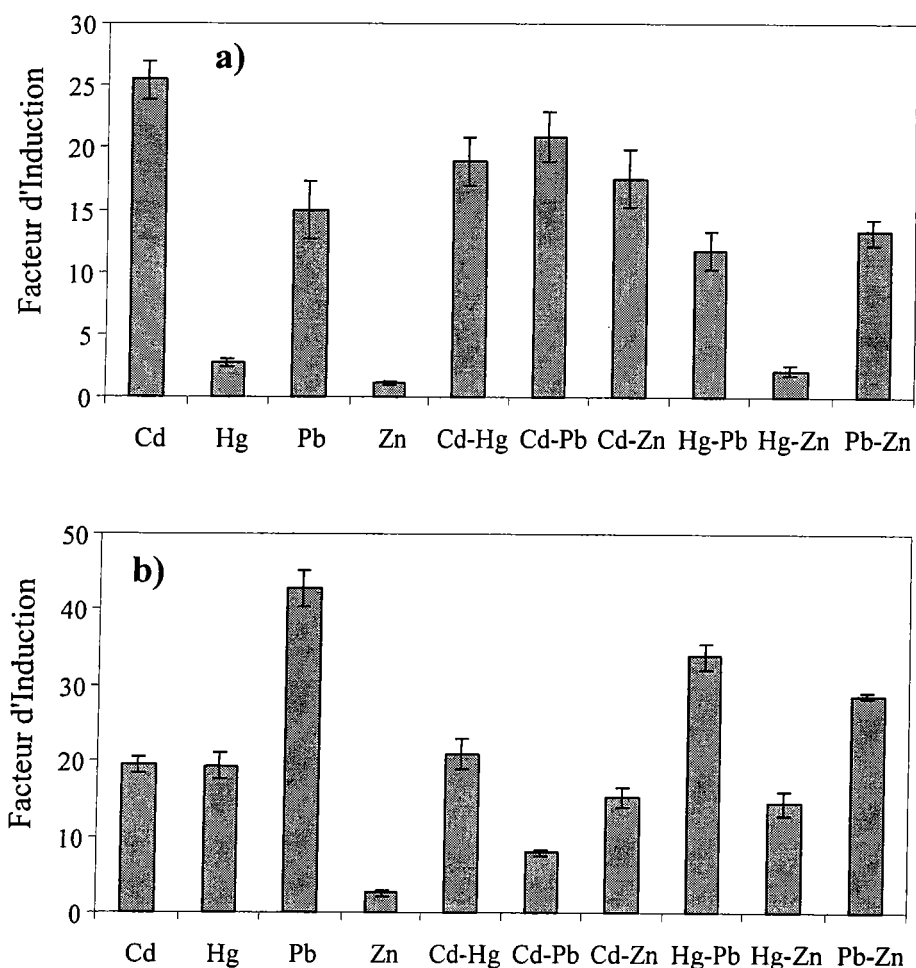 a)
Facteur d'Induction
30
25
20
15
10
5
0
Cd Hg Pb Zn Cd-Hg Cd-Pb Cd-Zn Hg-Pb Hg-Zn Pb-Zn
b)
Facteur d'Induction
50
40
30
20
10
0
Cd Hg Pb Zn Cd-Hg Cd-Pb Cd-Zn Hg-Pb Hg-Zn Pb-Zn